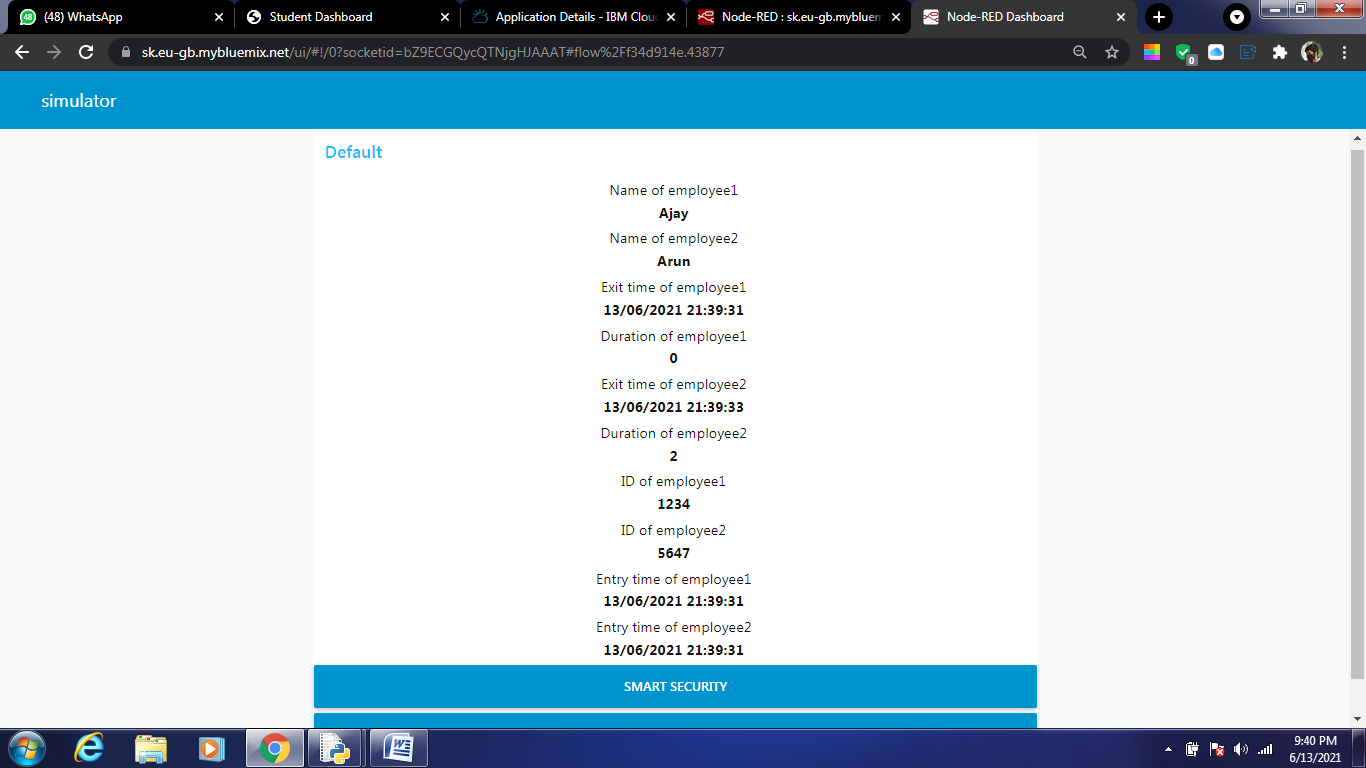 (48) WhatsApp
Student Dashboard
Application Details - IBM Clou
Node-RED : sk.eu-gb.mybluem
Node-RED Dashboard
sk.eu-gb.mybluemix.net/ui/#!/0?socketid=bZ9ECGQycQTNjgHJAAAT#flow%2Ff34d914e.43877
0
simulator
Default
Name of employee1
Ajay
Name of employee2
Arun
Exit time of employee1
13/06/2021 21:39:31
Duration of employee1
0
Exit time of employee2
13/06/2021 21:39:33
Duration of employee2
2
ID of employee1
1234
ID of employee2
5647
Entry time of employee1
13/06/2021 21:39:31
Entry time of employee2
13/06/2021 21:39:31
SMART SECURITY
9:40 PM
6/13/2021